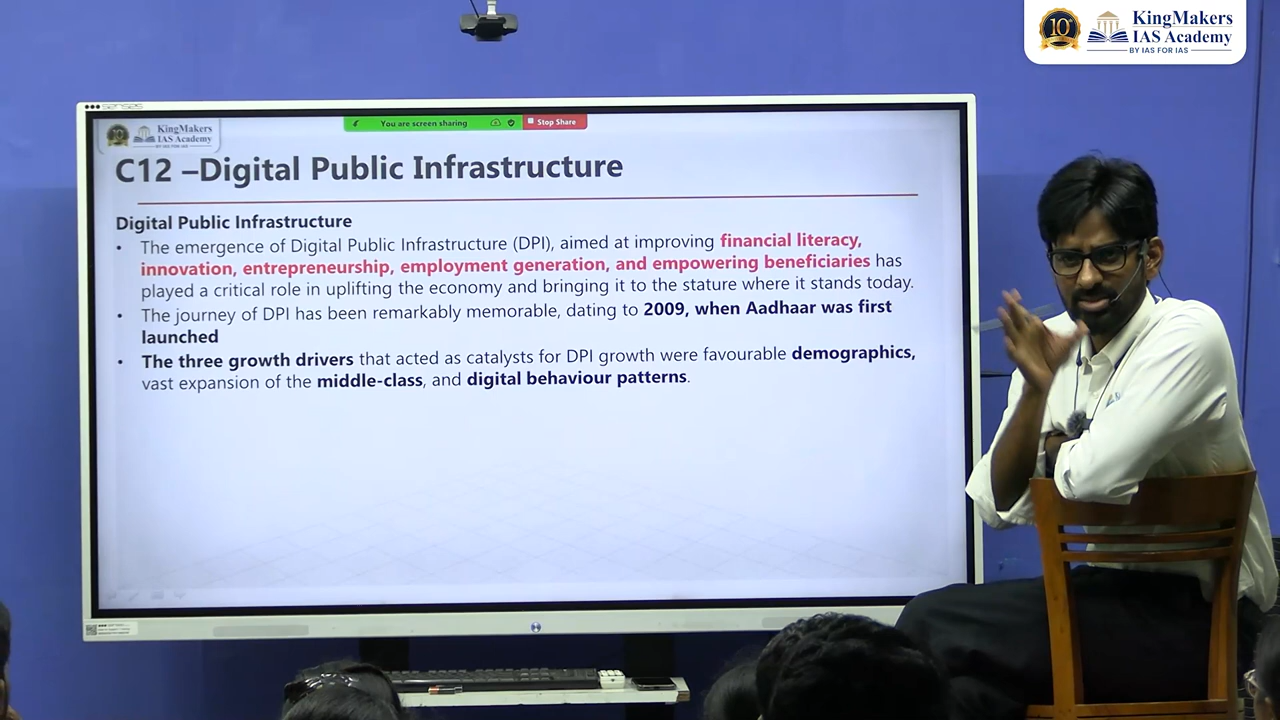 10
KingMakers
IAS Academy
BY IAS FOR IAS
KingMakers
IAS Academy
BY IAS FOR IAS
You are screen sharing
Stop Share
C12 –Digital Public Infrastructure
Digital Public Infrastructure
• The emergence of Digital Public Infrastructure (DPI), aimed at improving financial literacy,
innovation, entrepreneurship, employment generation, and empowering beneficiaries has
played a critical role in uplifting the economy and bringing it to the stature where it stands today.
• The journey of DPI has been remarkably memorable, dating to 2009, when Aadhaar was first
launched
• The three growth drivers that acted as catalysts for DPI growth were favourable demographics,
vast expansion of the middle-class, and digital behaviour patterns.